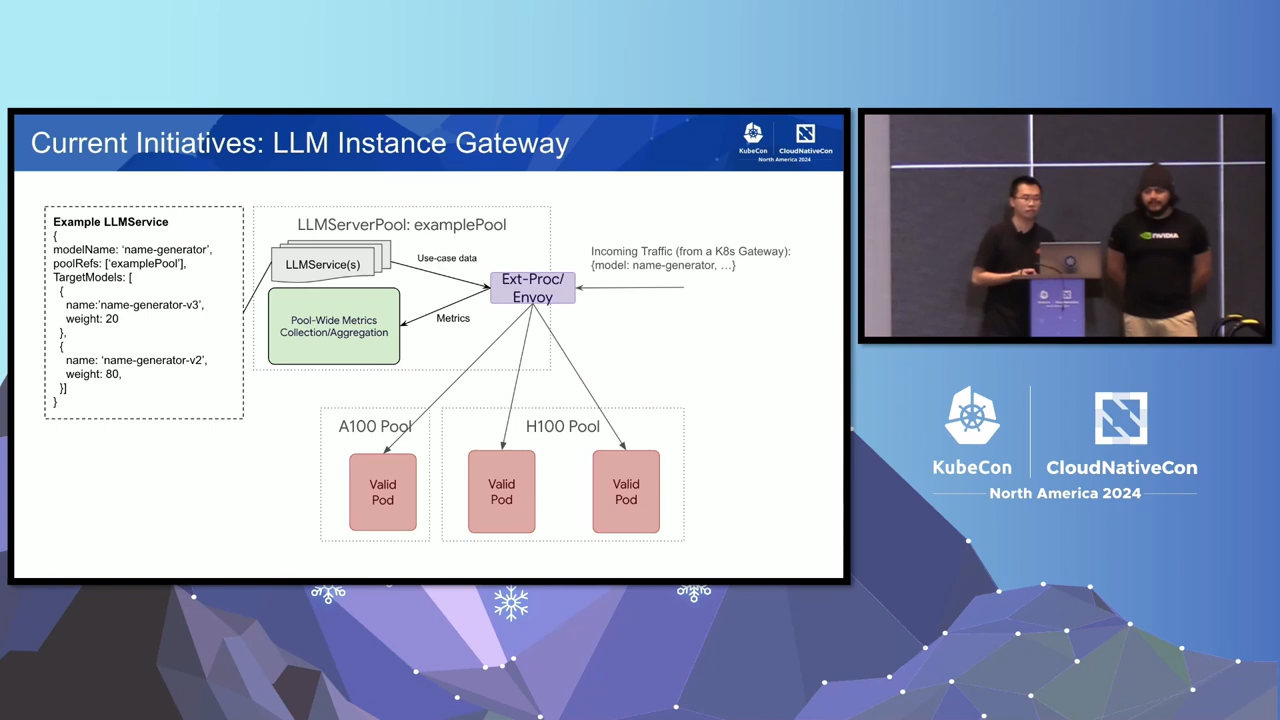 Current Initiatives: LLM Instance Gateway
KubeCon
CloudNativeCon
North America 2024
Example LLMService
{
modelName: ‘name-generator’,
poolRefs: [‘examplePool’],
TargetModels: [
{
name:’name-generator-v3’,
weight: 20
},
{
name: ‘name-generator-v2’,
weight: 80,
}]
}
LLMServerPool: examplePool
LLMService(s)
Use-case data
Pool-Wide Metrics
Collection/Aggregation
Metrics
Ext-Proc/
Envoy
Incoming Traffic (from a K8s Gateway):
{model: name-generator, …}
A100 Pool
H100 Pool
Valid
Pod
Valid
Pod
Valid
Pod
NVIDIA
KubeCon
CloudNativeCon
North America 2024